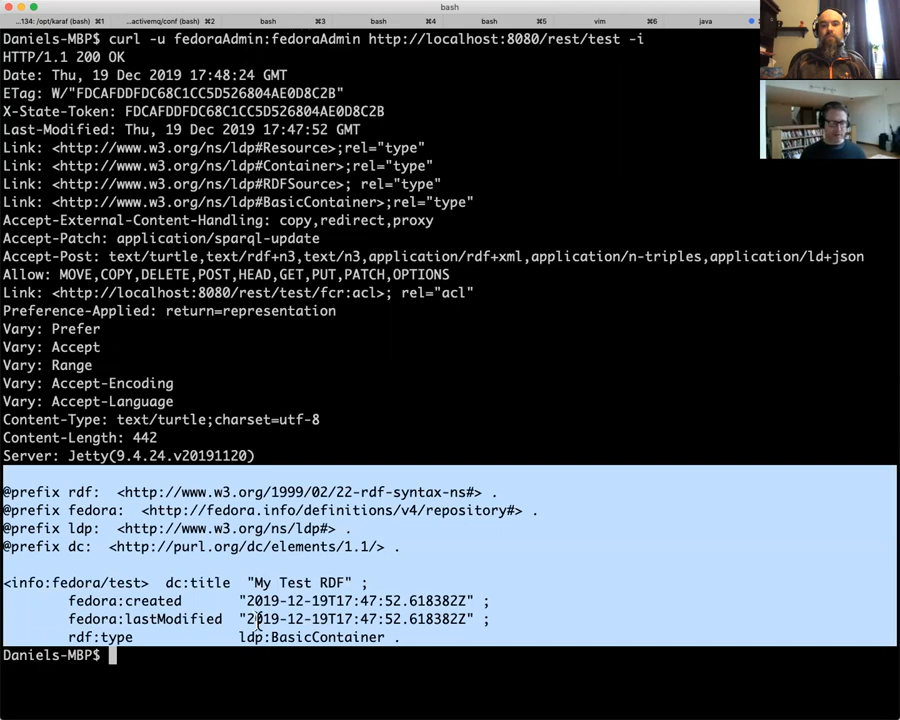 bash
...134: /opt/karaf (bash) ⌘1
...activemq/conf (bash) ⌘2
bash ⌘3
bash ⌘4
bash ⌘5
vim ⌘6
java
Daniels-MBP$ curl -u fedoraAdmin:fedoraAdmin http://localhost:8080/rest/test -i
HTTP/1.1 200 OK
Date: Thu, 19 Dec 2019 17:48:24 GMT
ETag: W/"FDCAFDDFDC68C1CC5D526804AE0D8C2B"
X-State-Token: FDCAFDDFDC68C1CC5D526804AE0D8C2B
Last-Modified: Thu, 19 Dec 2019 17:47:52 GMT
Link: <http://www.w3.org/ns/ldp#Resource>;rel="type"
Link: <http://www.w3.org/ns/ldp#Container>;rel="type"
Link: <http://www.w3.org/ns/ldp#RDFSource>; rel="type"
Link: <http://www.w3.org/ns/ldp#BasicContainer>;rel="type"
Accept-External-Content-Handling: copy,redirect,proxy
Accept-Patch: application/sparql-update
Accept-Post: text/turtle,text/rdf+n3,text/n3,application/rdf+xml,application/n-triples,application/ld+json
Allow: MOVE,COPY,DELETE,POST,HEAD,GET,PUT,PATCH,OPTIONS
Link: <http://localhost:8080/rest/test/fcr:acl>; rel="acl"
Preference-Applied: return=representation
Vary: Prefer
Vary: Accept
Vary: Range
Vary: Accept-Encoding
Vary: Accept-Language
Content-Type: text/turtle;charset=utf-8
Content-Length: 442
Server: Jetty(9.4.24.v20191120)
@prefix rdf:  <http://www.w3.org/1999/02/22-rdf-syntax-ns#> .
@prefix fedora:  <http://fedora.info/definitions/v4/repository#> .
@prefix ldp:  <http://www.w3.org/ns/ldp#> .
@prefix dc:  <http://purl.org/dc/elements/1.1/> .
<info:fedora/test>  dc:title  "My Test RDF" ;
fedora:created       "2019-12-19T17:47:52.618382Z" ;
fedora:lastModified  "2019-12-19T17:47:52.618382Z" ;
rdf:type             ldp:BasicContainer .
Daniels-MBP$